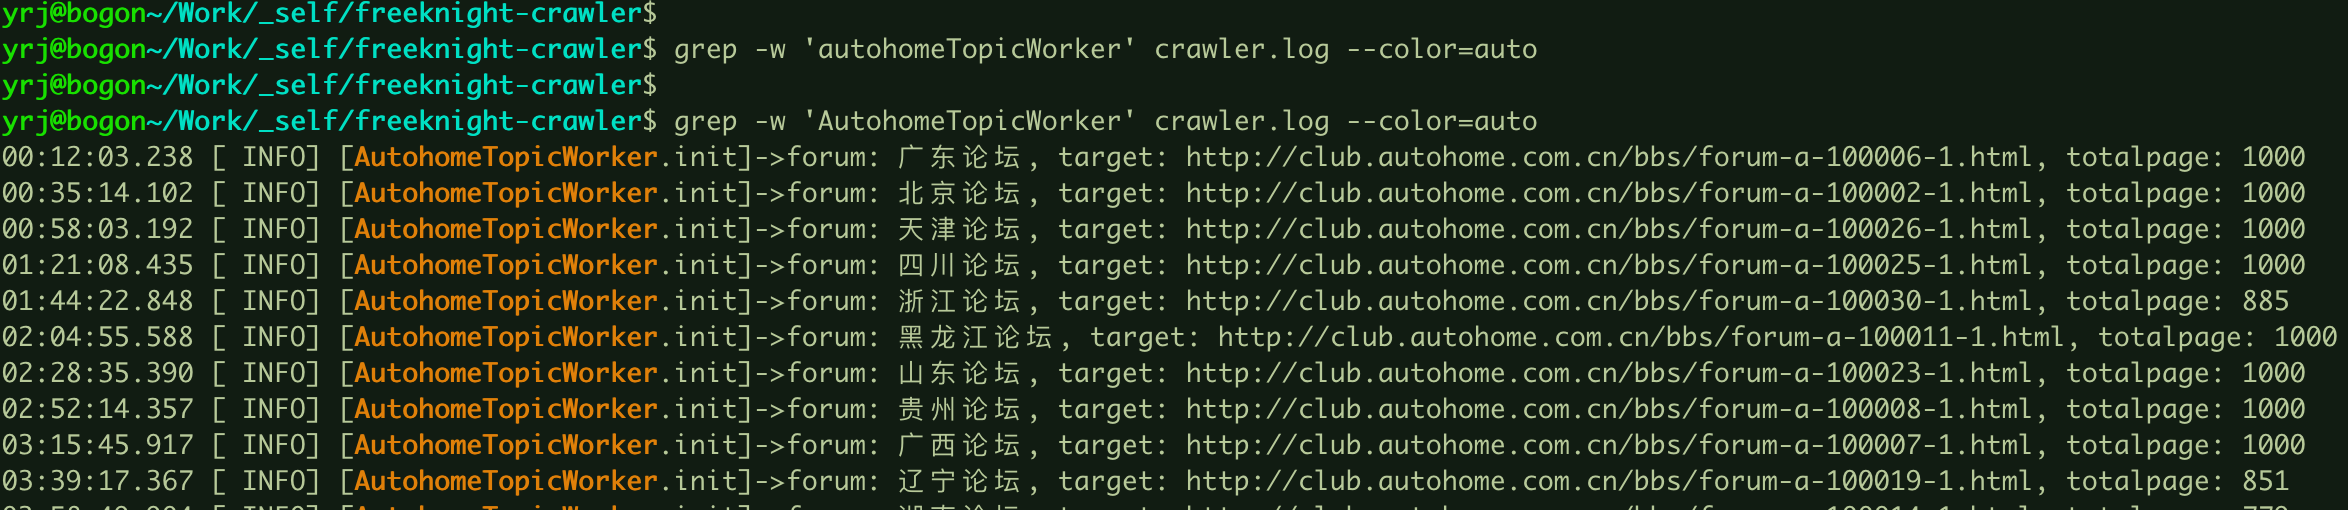 yrj@bogon~/Work/_self/freeknight-crawler$
yrj@bogon~/Work/_self/freeknight-crawler$ grep -w 'autohomeTopicWorker' crawler.log --color=auto
yrj@bogon~/Work/_self/freeknight-crawler$
yrj@bogon~/Work/_self/freeknight-crawler$ grep -w 'AutohomeTopicWorker' crawler.log --color=auto
00:12:03.238 [ INFO] [AutohomeTopicWorker.init]->forum: 广东论坛, target: http://club.autohome.com.cn/bbs/forum-a-100006-1.html, totalpage: 1000
00:35:14.102 [ INFO] [AutohomeTopicWorker.init]->forum: 北京论坛, target: http://club.autohome.com.cn/bbs/forum-a-100002-1.html, totalpage: 1000
00:58:03.192 [ INFO] [AutohomeTopicWorker.init]->forum: 天津论坛, target: http://club.autohome.com.cn/bbs/forum-a-100026-1.html, totalpage: 1000
01:21:08.435 [ INFO] [AutohomeTopicWorker.init]->forum: 四川论坛, target: http://club.autohome.com.cn/bbs/forum-a-100025-1.html, totalpage: 1000
01:44:22.848 [ INFO] [AutohomeTopicWorker.init]->forum: 浙江论坛, target: http://club.autohome.com.cn/bbs/forum-a-100030-1.html, totalpage: 885
02:04:55.588 [ INFO] [AutohomeTopicWorker.init]->forum: 黑龙江论坛, target: http://club.autohome.com.cn/bbs/forum-a-100011-1.html, totalpage: 1000
02:28:35.390 [ INFO] [AutohomeTopicWorker.init]->forum: 山东论坛, target: http://club.autohome.com.cn/bbs/forum-a-100023-1.html, totalpage: 1000
02:52:14.357 [ INFO] [AutohomeTopicWorker.init]->forum: 贵州论坛, target: http://club.autohome.com.cn/bbs/forum-a-100008-1.html, totalpage: 1000
03:15:45.917 [ INFO] [AutohomeTopicWorker.init]->forum: 广西论坛, target: http://club.autohome.com.cn/bbs/forum-a-100007-1.html, totalpage: 1000
03:39:17.367 [ INFO] [AutohomeTopicWorker.init]->forum: 辽宁论坛, target: http://club.autohome.com.cn/bbs/forum-a-100019-1.html, totalpage: 851